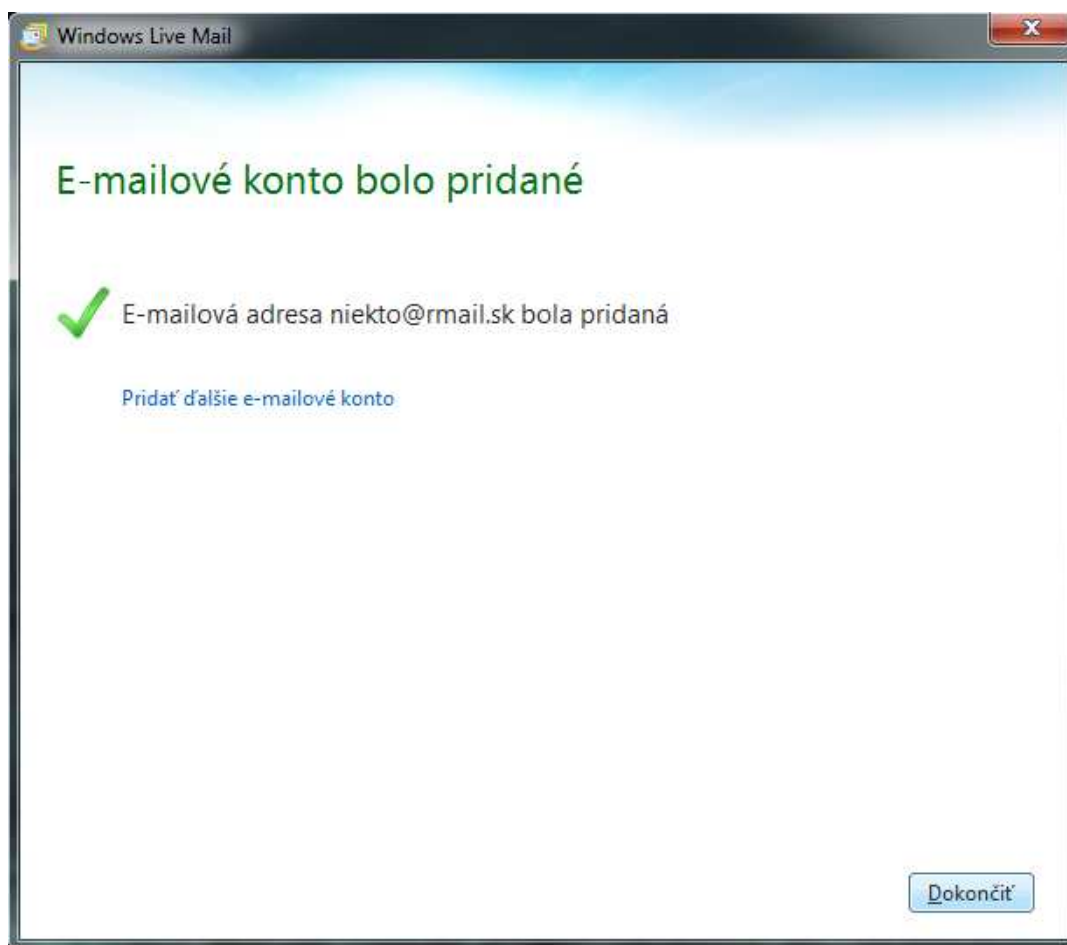 Windows Live Mail
E-mailové konto bolo pridané
E-mailová adresa niekto@rmail.sk bola pridaná
Pridať ďalšie e-mailové konto
Dokončiť